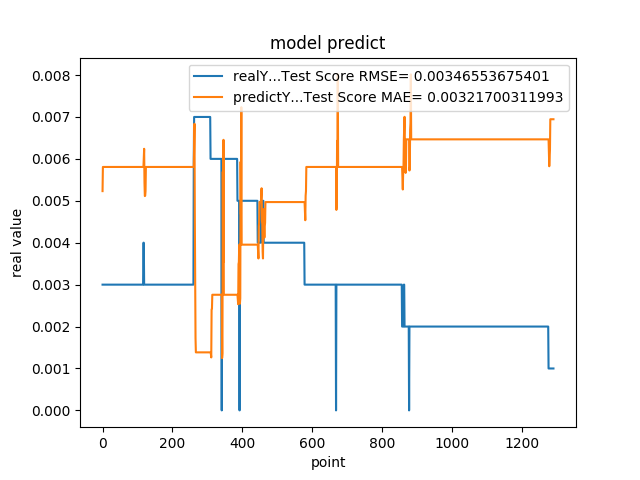 model predict
realY...Test Score RMSE= 0.00346553675401
predictY...Test Score MAE= 0.00321700311993
0.008
0.007
0.006
0.005
0.004
0.003
0.002
0.001
0.000
real value
0 200 400 600 800 1000 1200
point